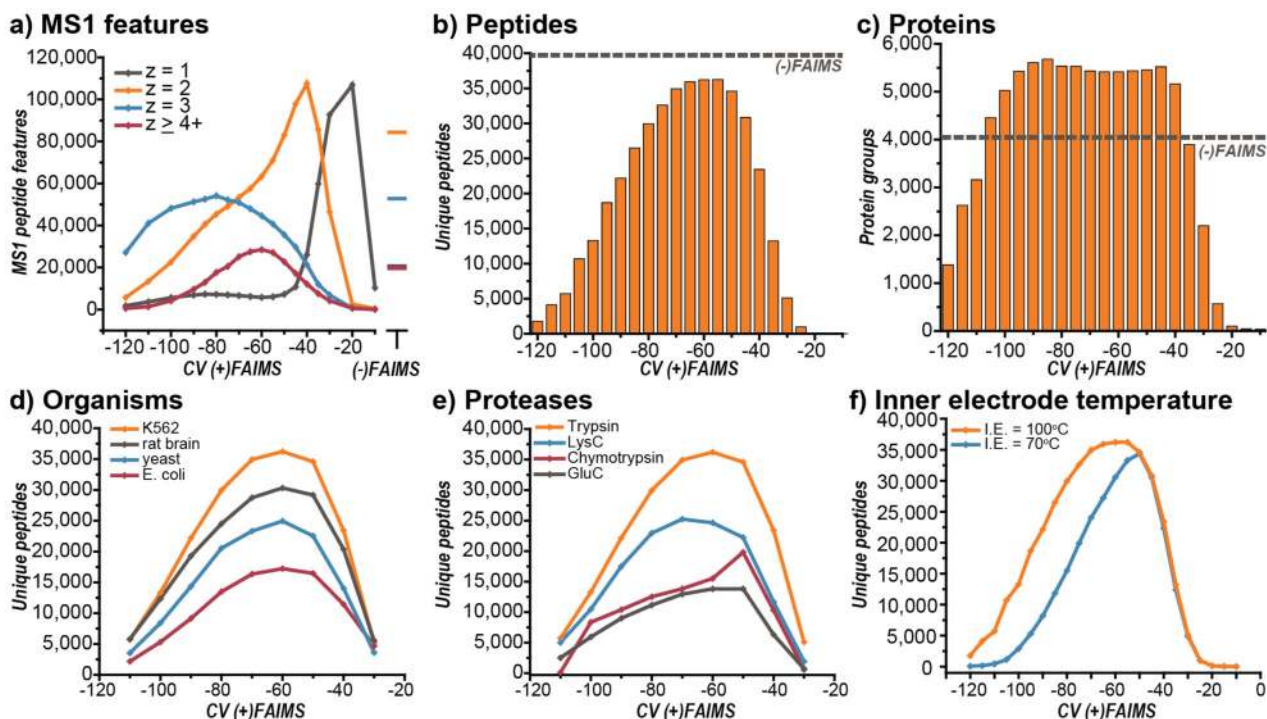 a) MS1 features
z = 1
z = 2
z = 3
z ≥ 4+
MS1 peptide features
120,000
100,000
80,000
60,000
40,000
20,000
0
-120 -100 -80 -60 -40 -20
CV (+)FAIMS
(-)FAIMS
b) Peptides
Unique peptides
40,000
35,000
30,000
25,000
20,000
15,000
10,000
5,000
0
(-)FAIMS
-120 -100 -80 -60 -40 -20
CV (+)FAIMS
c) Proteins
Protein groups
6,000
5,000
4,000
3,000
2,000
1,000
0
(-)FAIMS
-120 -100 -80 -60 -40 -20
CV (+)FAIMS
d) Organisms
K562
rat brain
yeast
E. coli
Unique peptides
40,000
35,000
30,000
25,000
20,000
15,000
10,000
5,000
0
-120 -100 -80 -60 -40 -20
CV (+)FAIMS
e) Proteases
Trypsin
LysC
Chymotrypsin
GluC
Unique peptides
40,000
35,000
30,000
25,000
20,000
15,000
10,000
5,000
0
-120 -100 -80 -60 -40 -20
CV (+)FAIMS
f) Inner electrode temperature
I.E. = 100°C
I.E. = 70°C
Unique peptides
40,000
35,000
30,000
25,000
20,000
15,000
10,000
5,000
0
-120 -100 -80 -60 -40 -20 0
CV (+)FAIMS